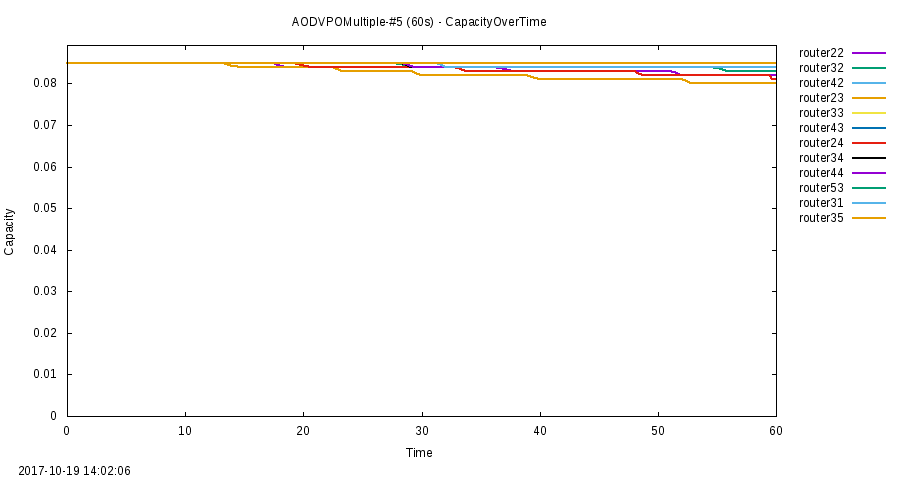 AODVPOMultiple-#5 (60s) - CapacityOverTime
router22
router32
router42
router23
router33
router43
router24
router34
router44
router53
router31
router35
0.08
0.07
0.06
0.05
0.04
0.03
0.02
0.01
0
Capacity
0 10 20 30 40 50 60
Time
2017-10-19 14:02:06